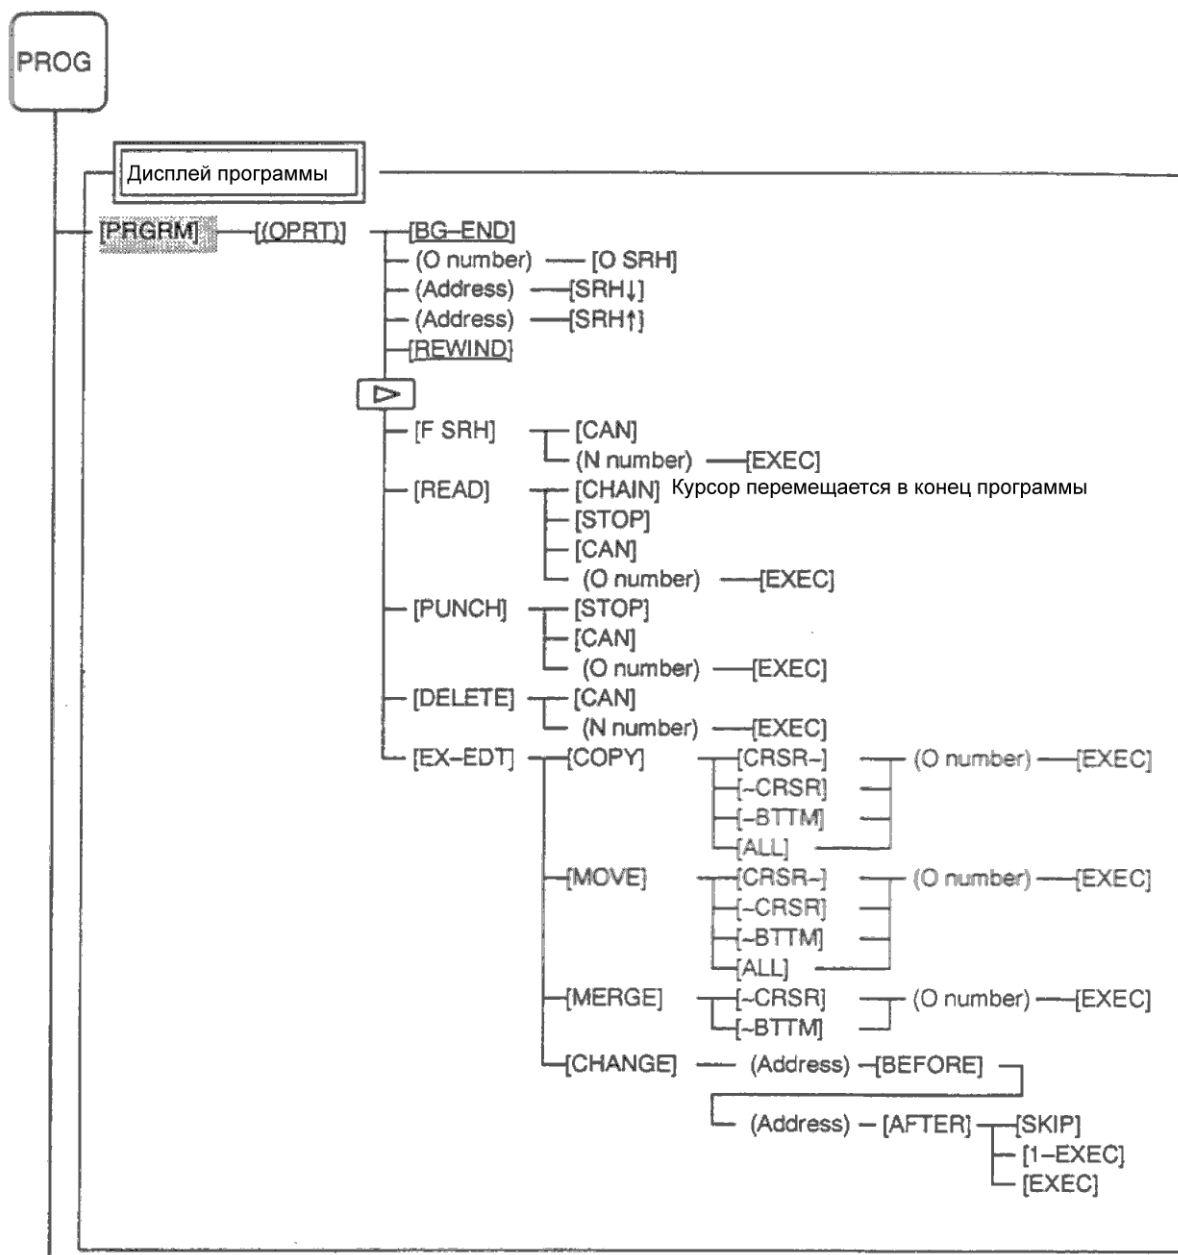 PROG
Дисплей программы
[PRGRM] [(OPRT)] [BG–END]
(O number) [O SRH]
(Address) [SRH↓]
(Address) [SRH↑]
[REWIND]
[F SRH] [CAN]
(N number) [EXEC]
[READ] [CHAIN] Курсор перемещается в конец программы
[STOP]
[CAN]
(O number) [EXEC]
[PUNCH] [STOP]
[CAN]
(O number) [EXEC]
[DELETE] [CAN]
(N number) [EXEC]
[EX–EDT] [COPY] [CRSR~] (O number) [EXEC]
[~CRSR]
[~BTTM]
[ALL]
[MOVE] [CRSR~] (O number) [EXEC]
[~CRSR]
[~BTTM]
[ALL]
[MERGE] [~CRSR] (O number) [EXEC]
[~BTTM]
[CHANGE] (Address) [BEFORE]
(Address) [AFTER] [SKIP]
[1–EXEC]
[EXEC]